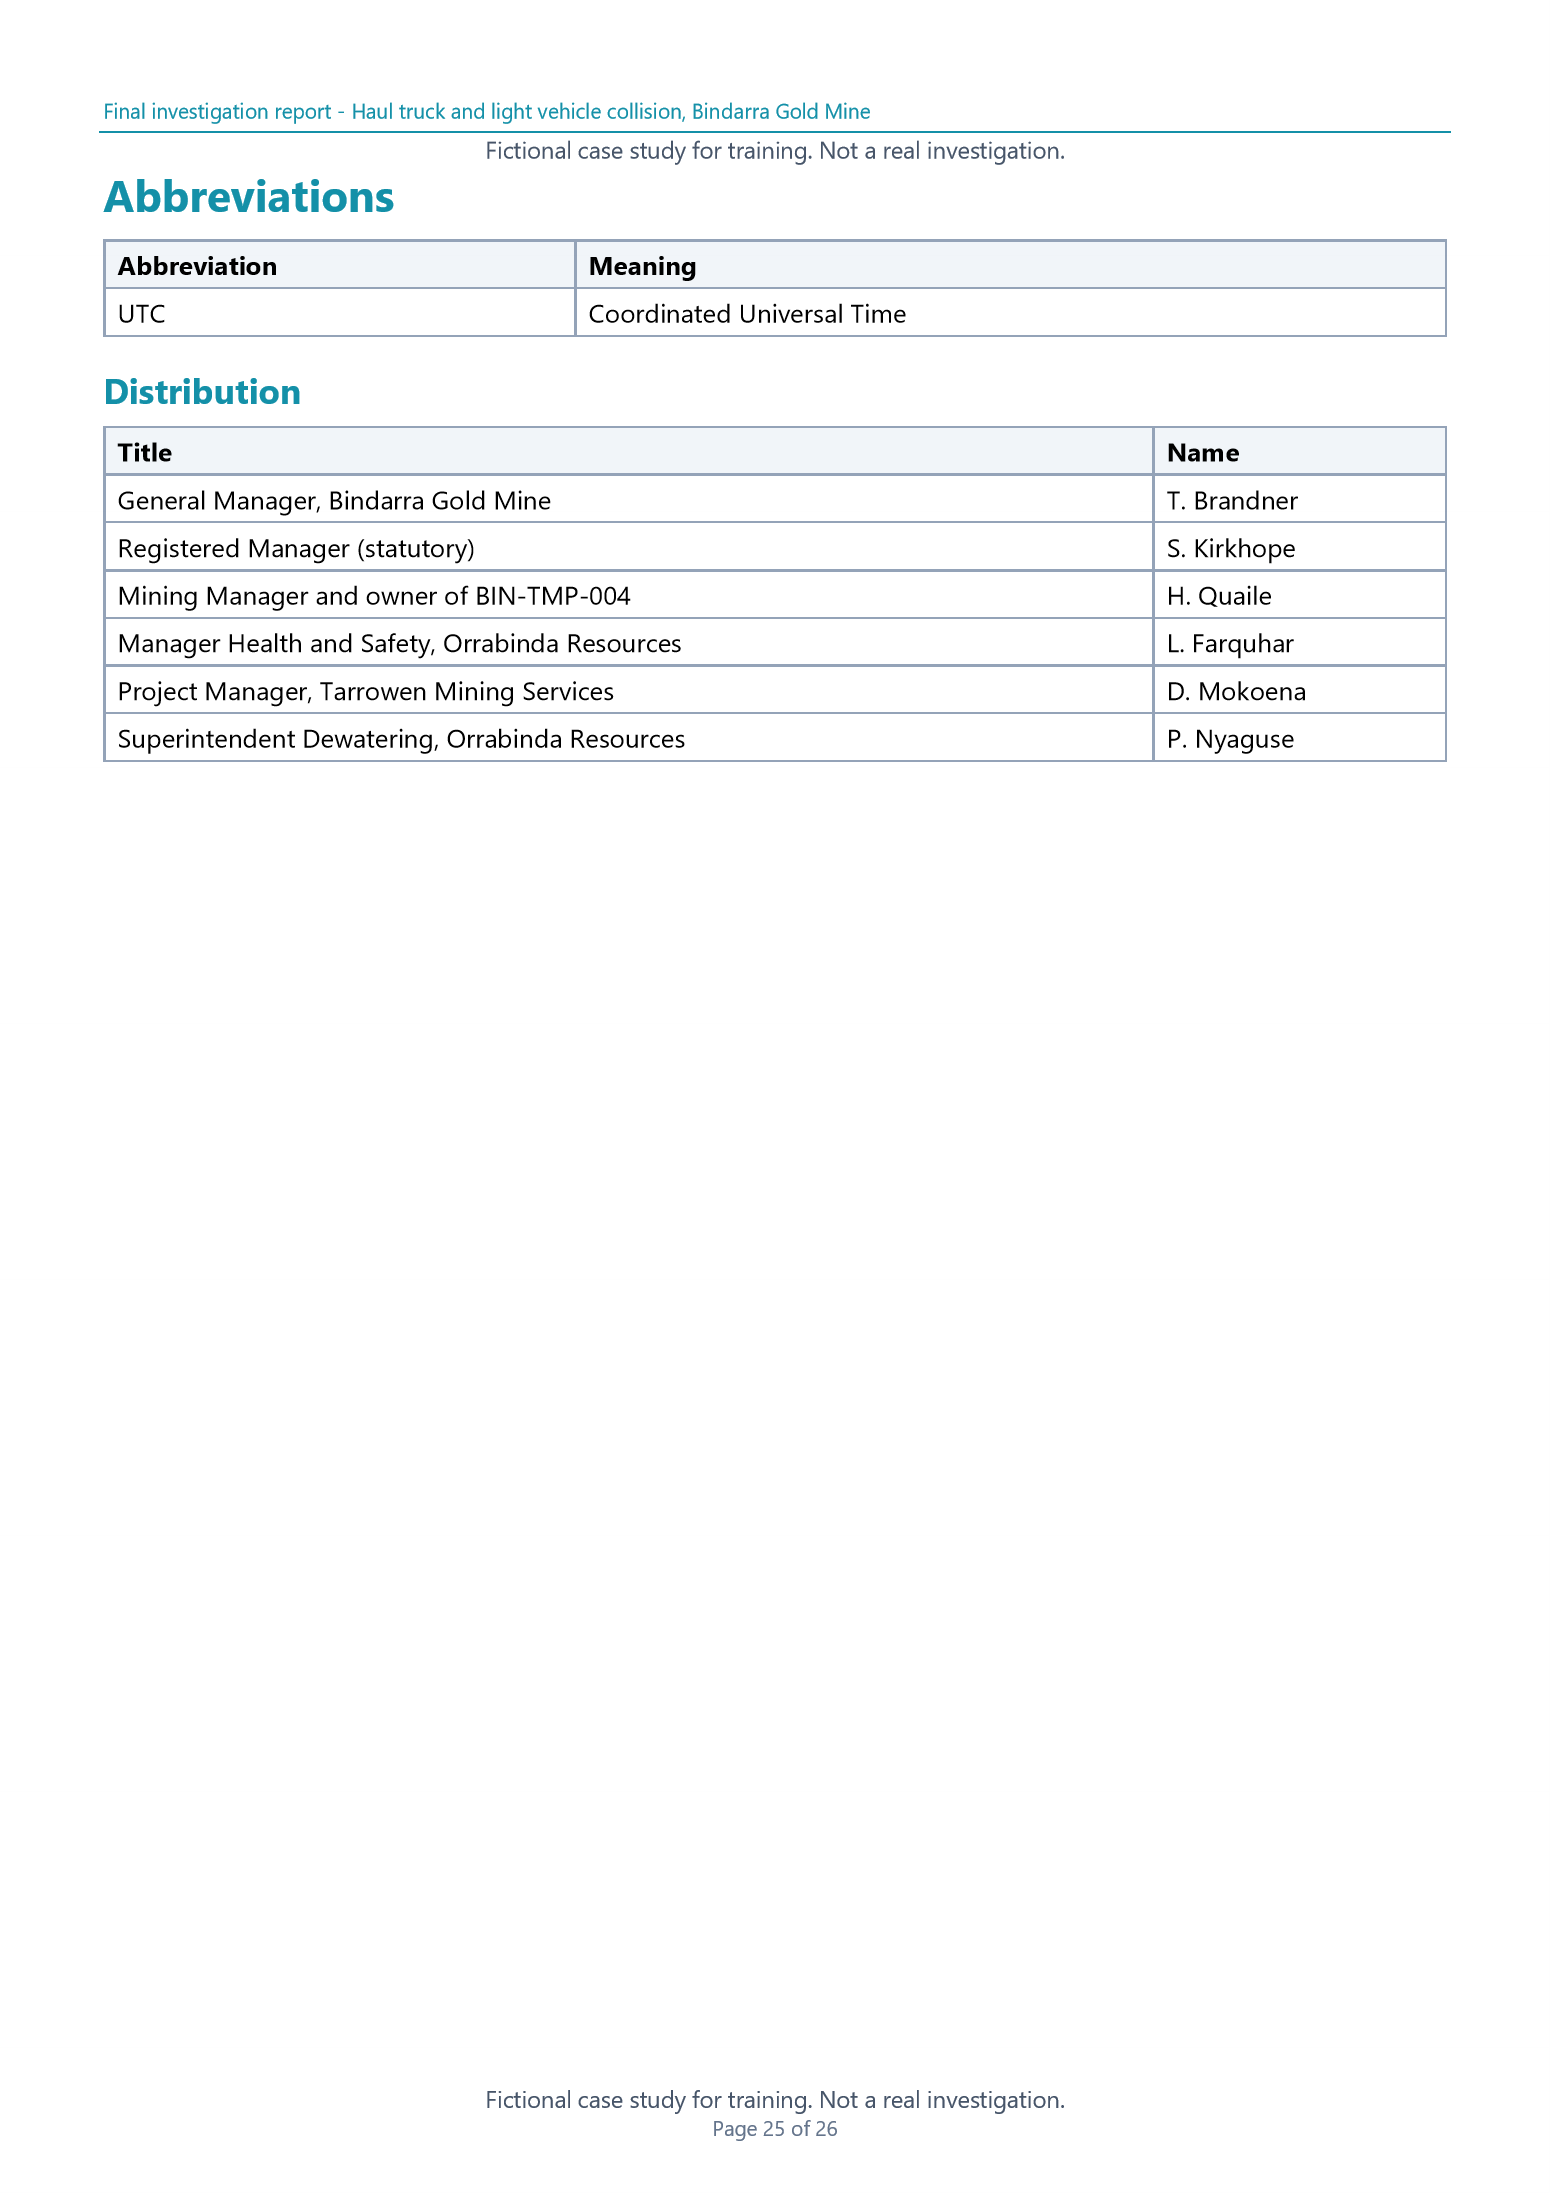 Final investigation report - Haul truck and light vehicle collision, Bindarra Gold Mine
Fictional case study for training. Not a real investigation.
Abbreviations
Abbreviation Meaning
UTC Coordinated Universal Time
Distribution
Title Name
General Manager, Bindarra Gold Mine T. Brandner
Registered Manager (statutory) S. Kirkhope
Mining Manager and owner of BIN-TMP-004 H. Quaile
Manager Health and Safety, Orrabinda Resources L. Farquhar
Project Manager, Tarrowen Mining Services D. Mokoena
Superintendent Dewatering, Orrabinda Resources P. Nyaguse
Fictional case study for training. Not a real investigation.
Page 25 of 26